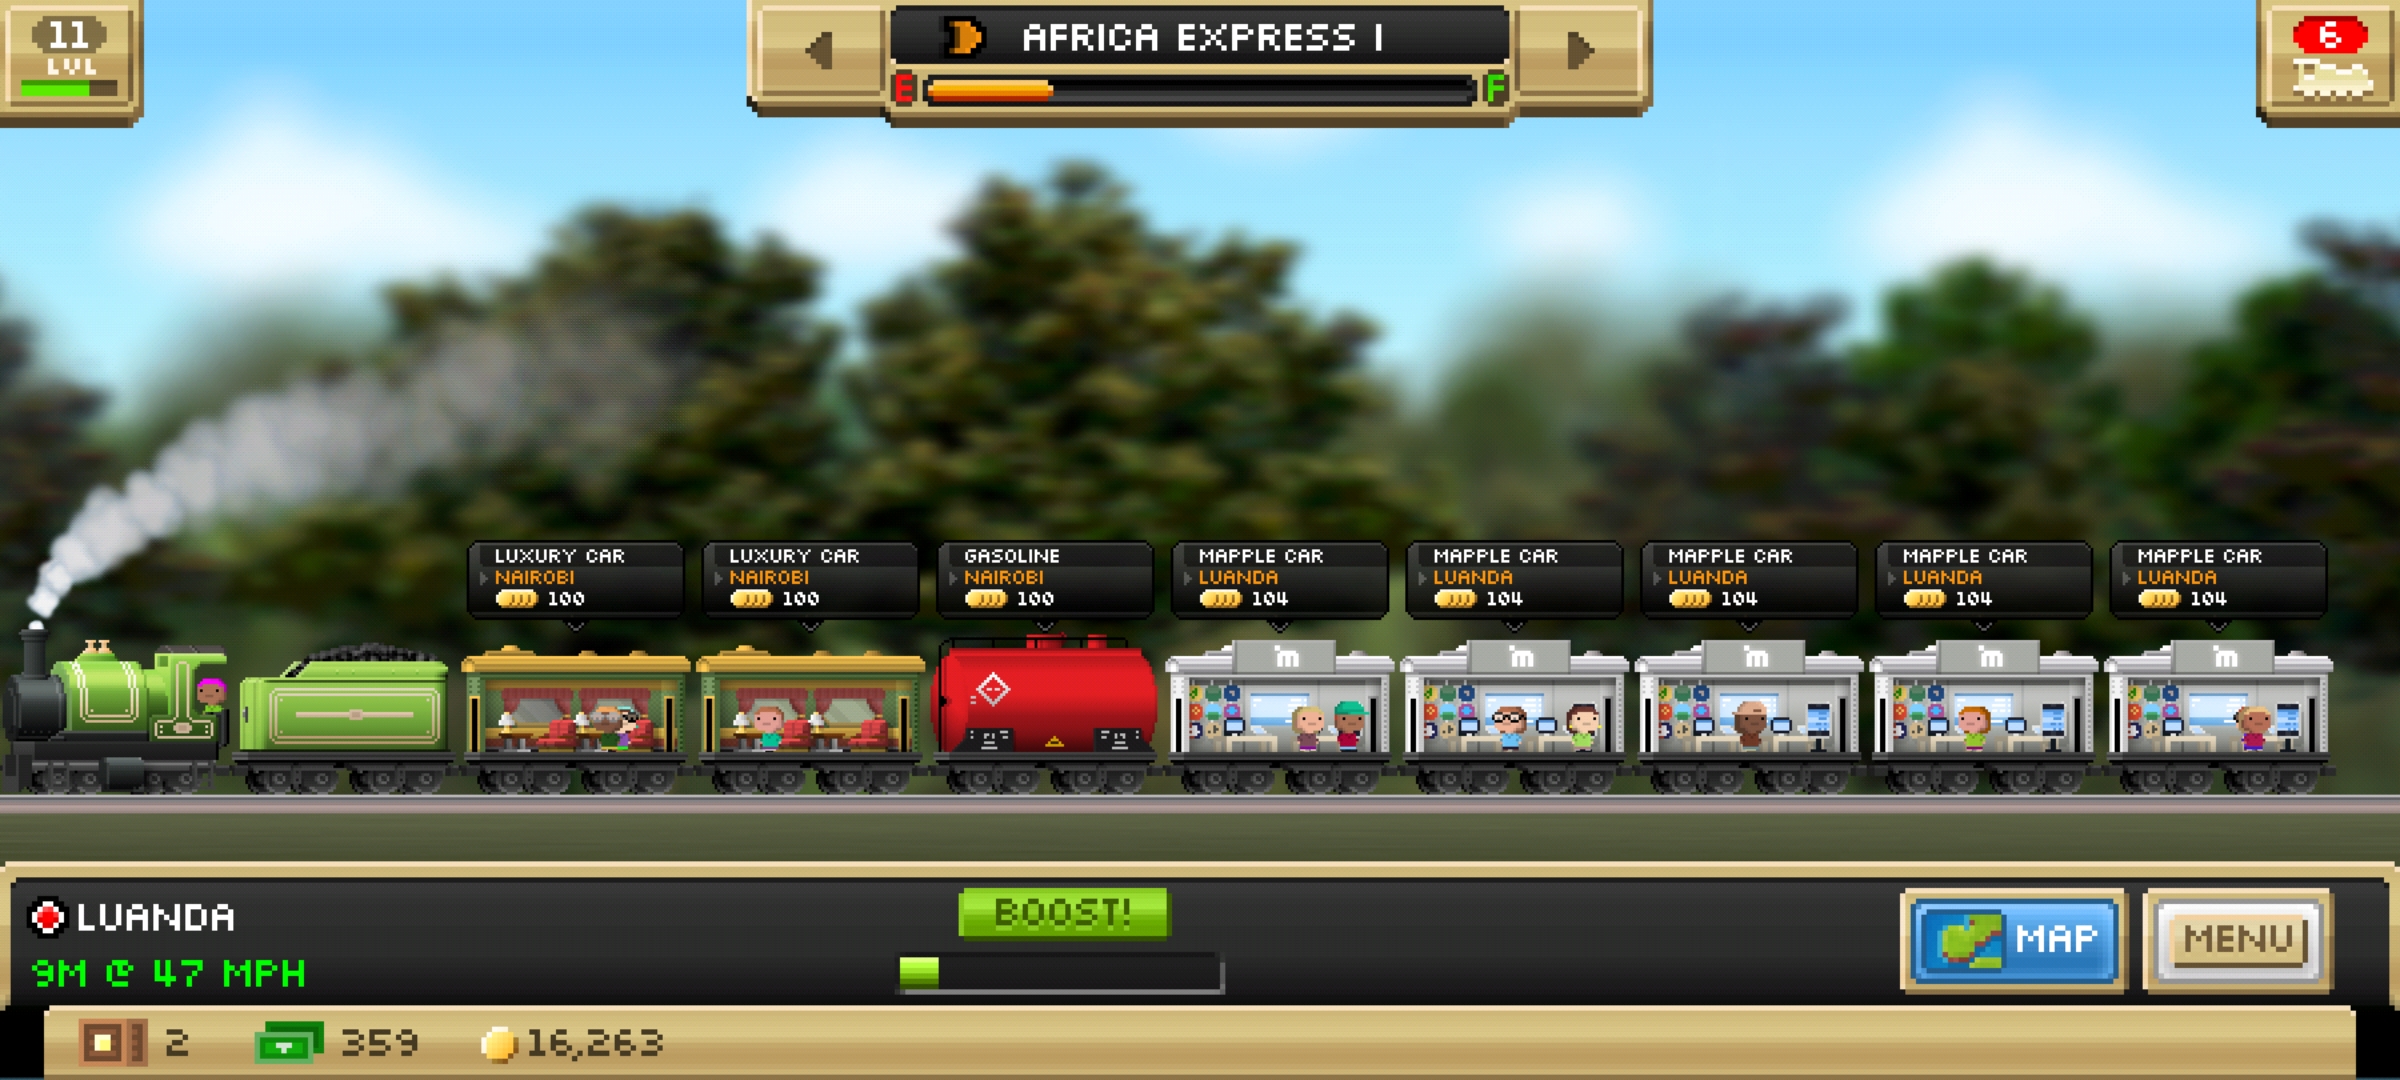 11
LVL
AFRICA EXPRESS I
E
F
6
LUXURY CAR
NAIROBI
100
LUXURY CAR
NAIROBI
100
GASOLINE
NAIROBI
100
MAPPLE CAR
LUANDA
104
MAPPLE CAR
LUANDA
104
MAPPLE CAR
LUANDA
104
MAPPLE CAR
LUANDA
104
MAPPLE CAR
LUANDA
104
m
m
m
m
m
LUANDA
9M @ 47 MPH
BOOST!
MAP
MENU
2
359
16,263